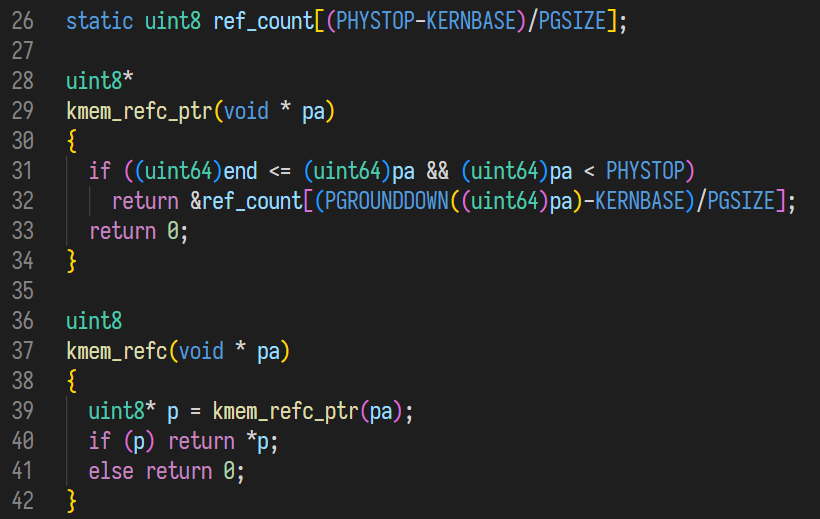 26 static uint8 ref_count[(PHYSTOP-KERNBASE)/PGSIZE];
27
28 uint8*
29 kmem_refc_ptr(void * pa)
30 {
31   if ((uint64)end <= (uint64)pa && (uint64)pa < PHYSTOP)
32     return &ref_count[(PGROUNDDOWN((uint64)pa)-KERNBASE)/PGSIZE];
33   return 0;
34 }
35
36 uint8
37 kmem_refc(void * pa)
38 {
39   uint8* p = kmem_refc_ptr(pa);
40   if (p) return *p;
41   else return 0;
42 }